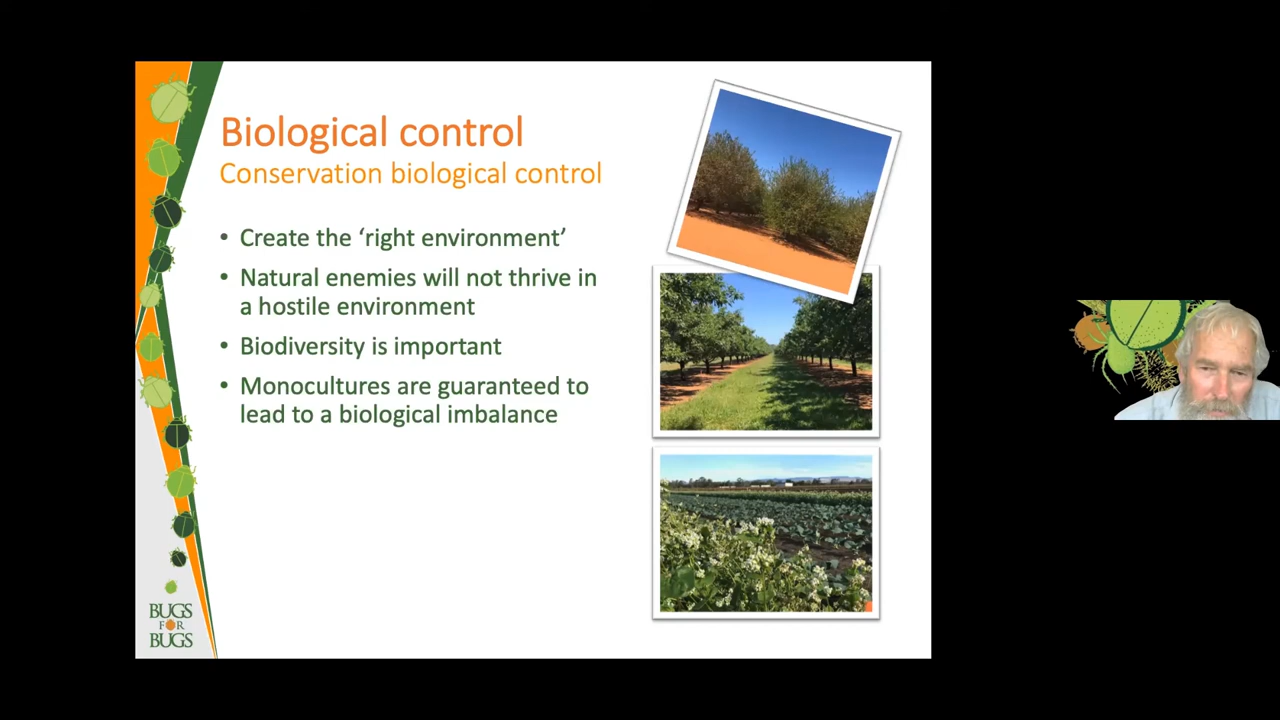 Biological control
Conservation biological control
• Create the ‘right environment’
• Natural enemies will not thrive in
a hostile environment
• Biodiversity is important
• Monocultures are guaranteed to
lead to a biological imbalance
BUGS
FOR
BUGS